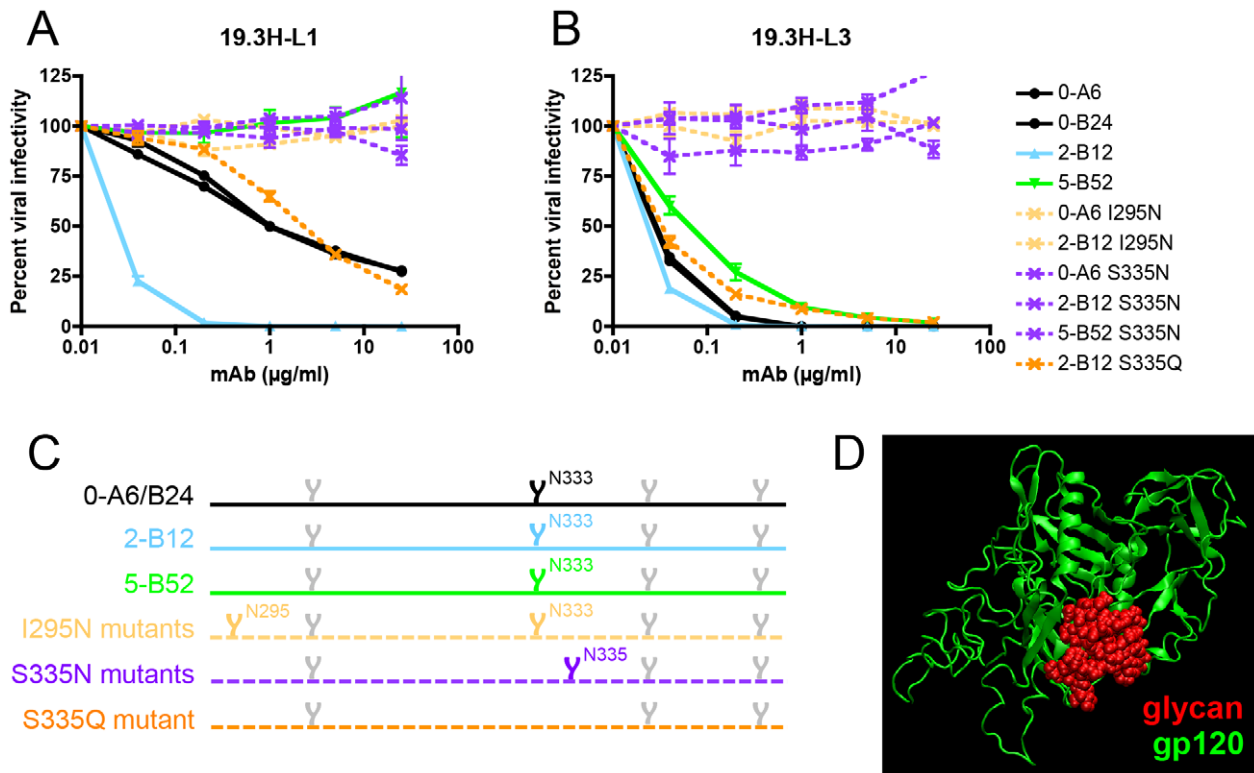 A
19.3H-L1
Percent viral infectivity
125
100
75
50
25
0
0.01
0.1
1
10
100
mAb (µg/ml)
B
19.3H-L3
Percent viral infectivity
125
100
75
50
25
0
0.01
0.1
1
10
100
mAb (µg/ml)
0-A6
0-B24
2-B12
5-B52
0-A6 I295N
2-B12 I295N
0-A6 S335N
2-B12 S335N
5-B52 S335N
2-B12 S335Q
C
0-A6/B24
N333
2-B12
N333
5-B52
N333
I295N mutants
N295
N333
S335N mutants
N335
S335Q mutant
D
glycan
gp120